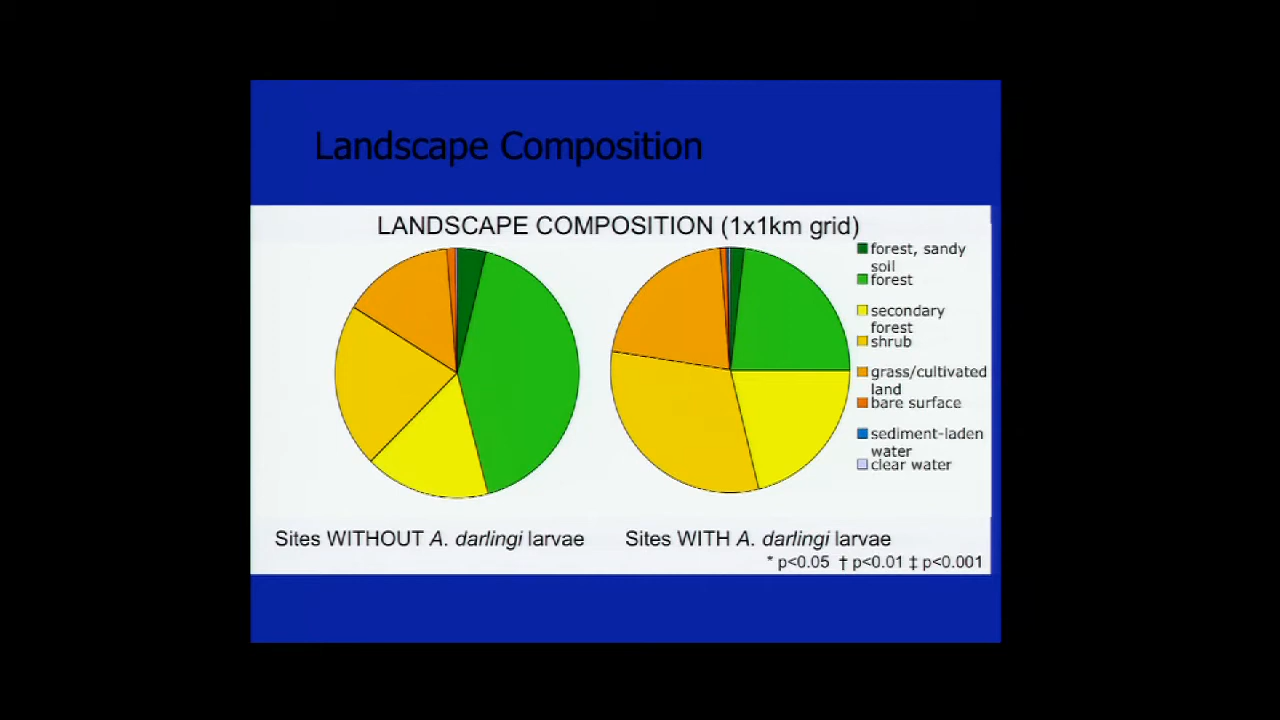 Landscape Composition
LANDSCAPE COMPOSITION (1x1km grid)
forest, sandy
soil
forest
secondary
forest
shrub
grass/cultivated
land
bare surface
sediment-laden
water
clear water
Sites WITHOUT A. darlingi larvae
Sites WITH A. darlingi larvae
* p<0.05 † p<0.01 ‡ p<0.001